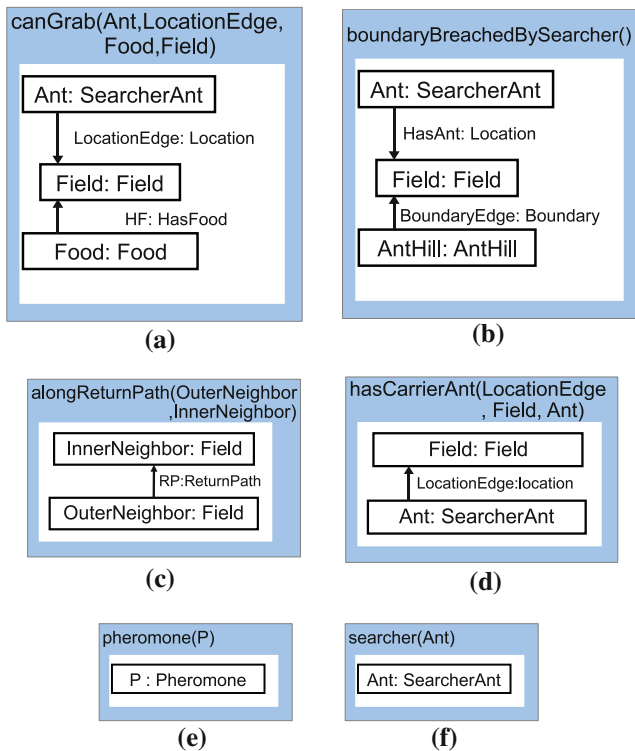 canGrab(Ant,LocationEdge,
Food,Field)
Ant: SearcherAnt
LocationEdge: Location
Field: Field
HF: HasFood
Food: Food
(a)
boundaryBreachedBySearcher()
Ant: SearcherAnt
HasAnt: Location
Field: Field
BoundaryEdge: Boundary
AntHill: AntHill
(b)
alongReturnPath(OuterNeighbor
,InnerNeighbor)
InnerNeighbor: Field
RP:ReturnPath
OuterNeighbor: Field
(c)
hasCarrierAnt(LocationEdge
, Field, Ant)
Field: Field
LocationEdge:location
Ant: SearcherAnt
(d)
pheromone(P)
P : Pheromone
(e)
searcher(Ant)
Ant: SearcherAnt
(f)